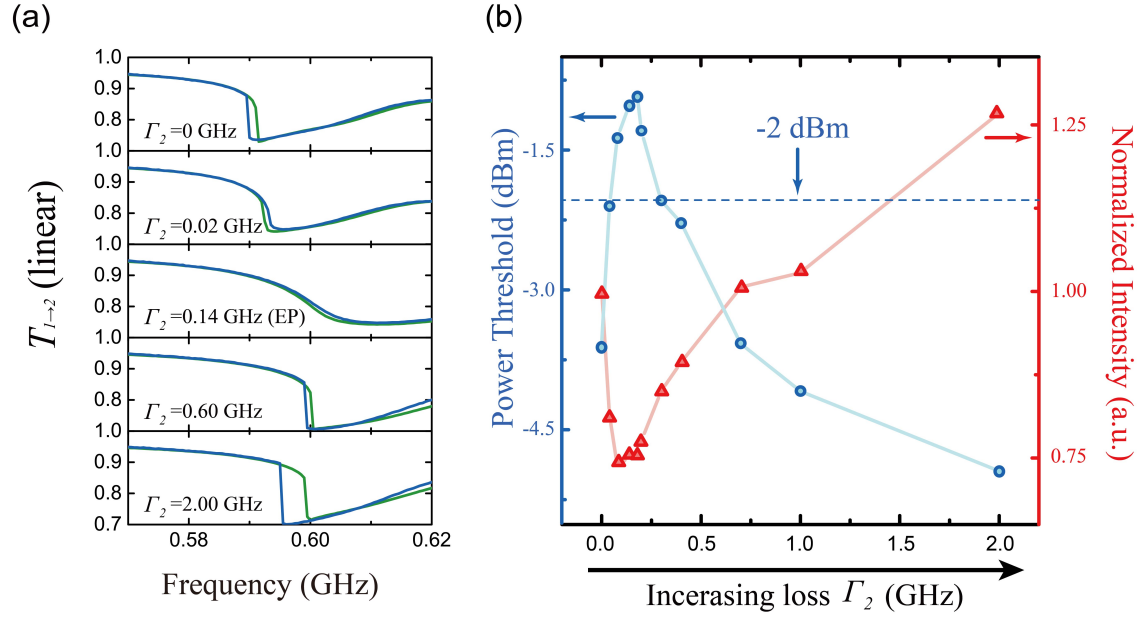 (a)
T1→2 (linear)
1.0
0.9
0.8
Γ2=0 GHz
1.0
0.8
Γ2=0.02 GHz
1.0
0.9
0.8
Γ2=0.14 GHz (EP)
1.0
0.9
Γ2=0.60 GHz
1.0
0.9
0.8
Γ2=2.00 GHz
0.7
0.58
0.60
0.62
Frequency (GHz)
(b)
Power Threshold (dBm)
-1.5
-3.0
-4.5
-2 dBm
1.25
1.00
0.75
Normalized Intensity (a.u.)
0.0
0.5
1.0
1.5
2.0
Incerasing loss Γ2 (GHz)